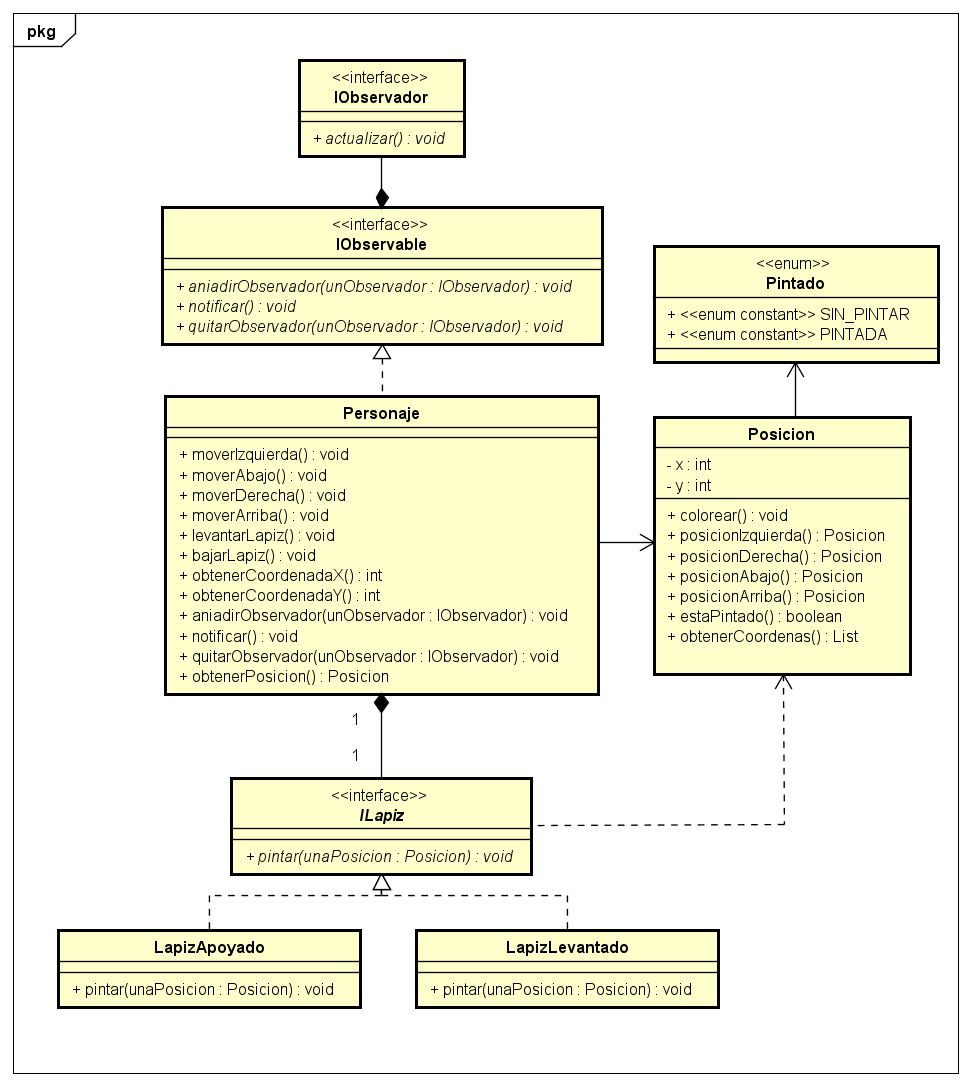 pkg
<<interface>>
IObservador
+ actualizar() : void
<<interface>>
IObservable
+ aniadirObservador(unObservador : IObservador) : void
+ notificar() : void
+ quitarObservador(unObservador : IObservador) : void
<<enum>>
Pintado
+ <<enum constant>> SIN_PINTAR
+ <<enum constant>> PINTADA
Personaje
+ moverIzquierda() : void
+ moverAbajo() : void
+ moverDerecha() : void
+ moverArriba() : void
+ levantarLapiz() : void
+ bajarLapiz() : void
+ obtenerCoordenadaX() : int
+ obtenerCoordenadaY() : int
+ aniadirObservador(unObservador : IObservador) : void
+ notificar() : void
+ quitarObservador(unObservador : IObservador) : void
+ obtenerPosicion() : Posicion
Posicion
- x : int
- y : int
+ colorear() : void
+ posicionIzquierda() : Posicion
+ posicionDerecha() : Posicion
+ posicionAbajo() : Posicion
+ posicionArriba() : Posicion
+ estaPintado() : boolean
+ obtenerCoordenas() : List
1
1
<<interface>>
ILapiz
+ pintar(unaPosicion : Posicion) : void
LapizApoyado
+ pintar(unaPosicion : Posicion) : void
LapizLevantado
+ pintar(unaPosicion : Posicion) : void